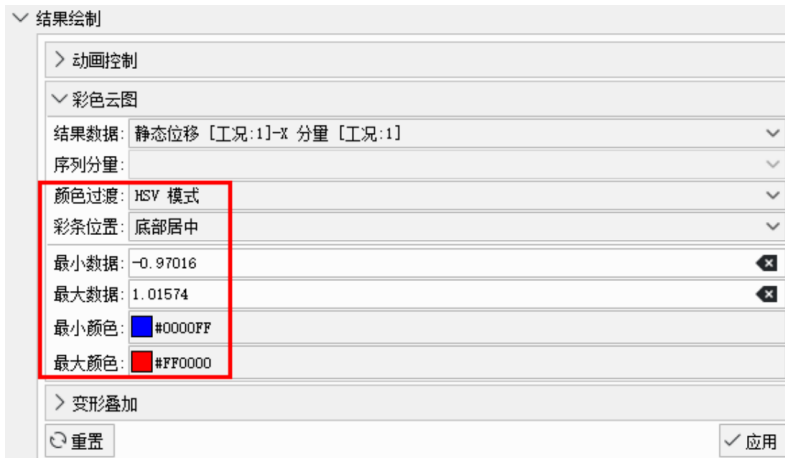 结果绘制
动画控制
彩色云图
结果数据: 静态位移 [工况:1]-X 分量 [工况:1]
序列分量:
颜色过渡: HSV 模式
彩条位置: 底部居中
最小数据: -0.97016
最大数据: 1.01574
最小颜色: #0000FF
最大颜色: #FF0000
变形叠加
重置 应用